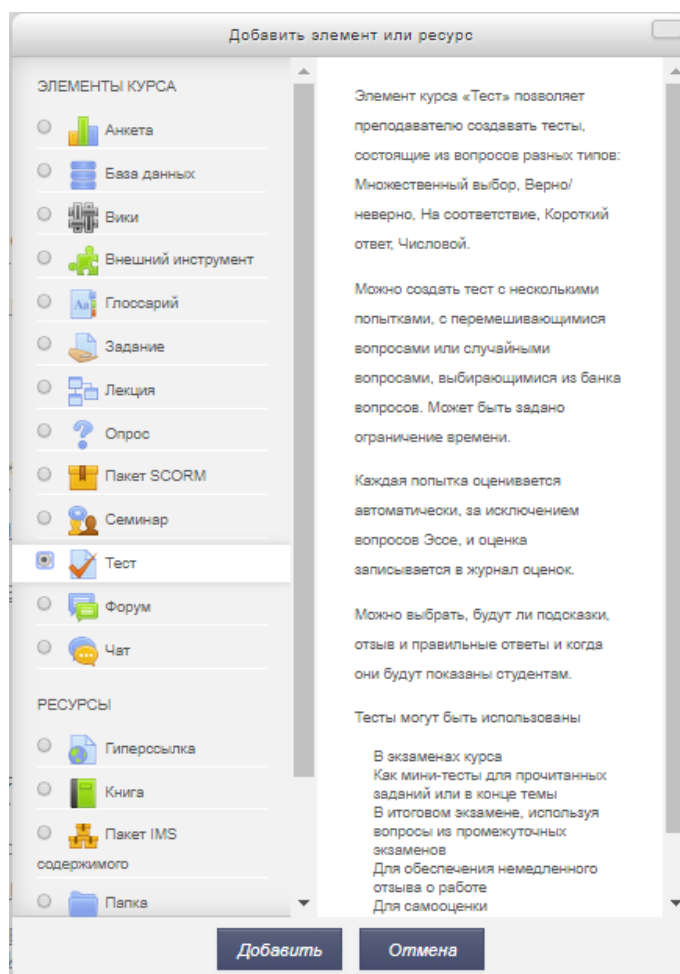 Добавить элемент или ресурс
ЭЛЕМЕНТЫ КУРСА
Анкета
База данных
Вики
Внешний инструмент
Глоссарий
Задание
Лекция
Опрос
Пакет SCORM
Семинар
Тест
Форум
Чат
РЕСУРСЫ
Гиперссылка
Книга
Пакет IMS
содержимого
Папка
Элемент курса «Тест» позволяет
преподавателю создавать тесты,
состоящие из вопросов разных типов:
Множественный выбор, Верно/
неверно, На соответствие, Короткий
ответ, Числовой.
Можно создать тест с несколькими
попытками, с перемешивающимися
вопросами или случайными
вопросами, выбирающимися из банка
вопросов. Может быть задано
ограничение времени.
Каждая попытка оценивается
автоматически, за исключением
вопросов Эссе, и оценка
записывается в журнал оценок.
Можно выбрать, будут ли подсказки,
отзыв и правильные ответы и когда
они будут показаны студентам.
Тесты могут быть использованы
В экзаменах курса
Как мини-тесты для прочитанных
заданий или в конце темы
В итоговом экзамене, используя
вопросы из промежуточных
экзаменов
Для обеспечения немедленного
отзыва о работе
Для самооценки
Добавить
Отмена